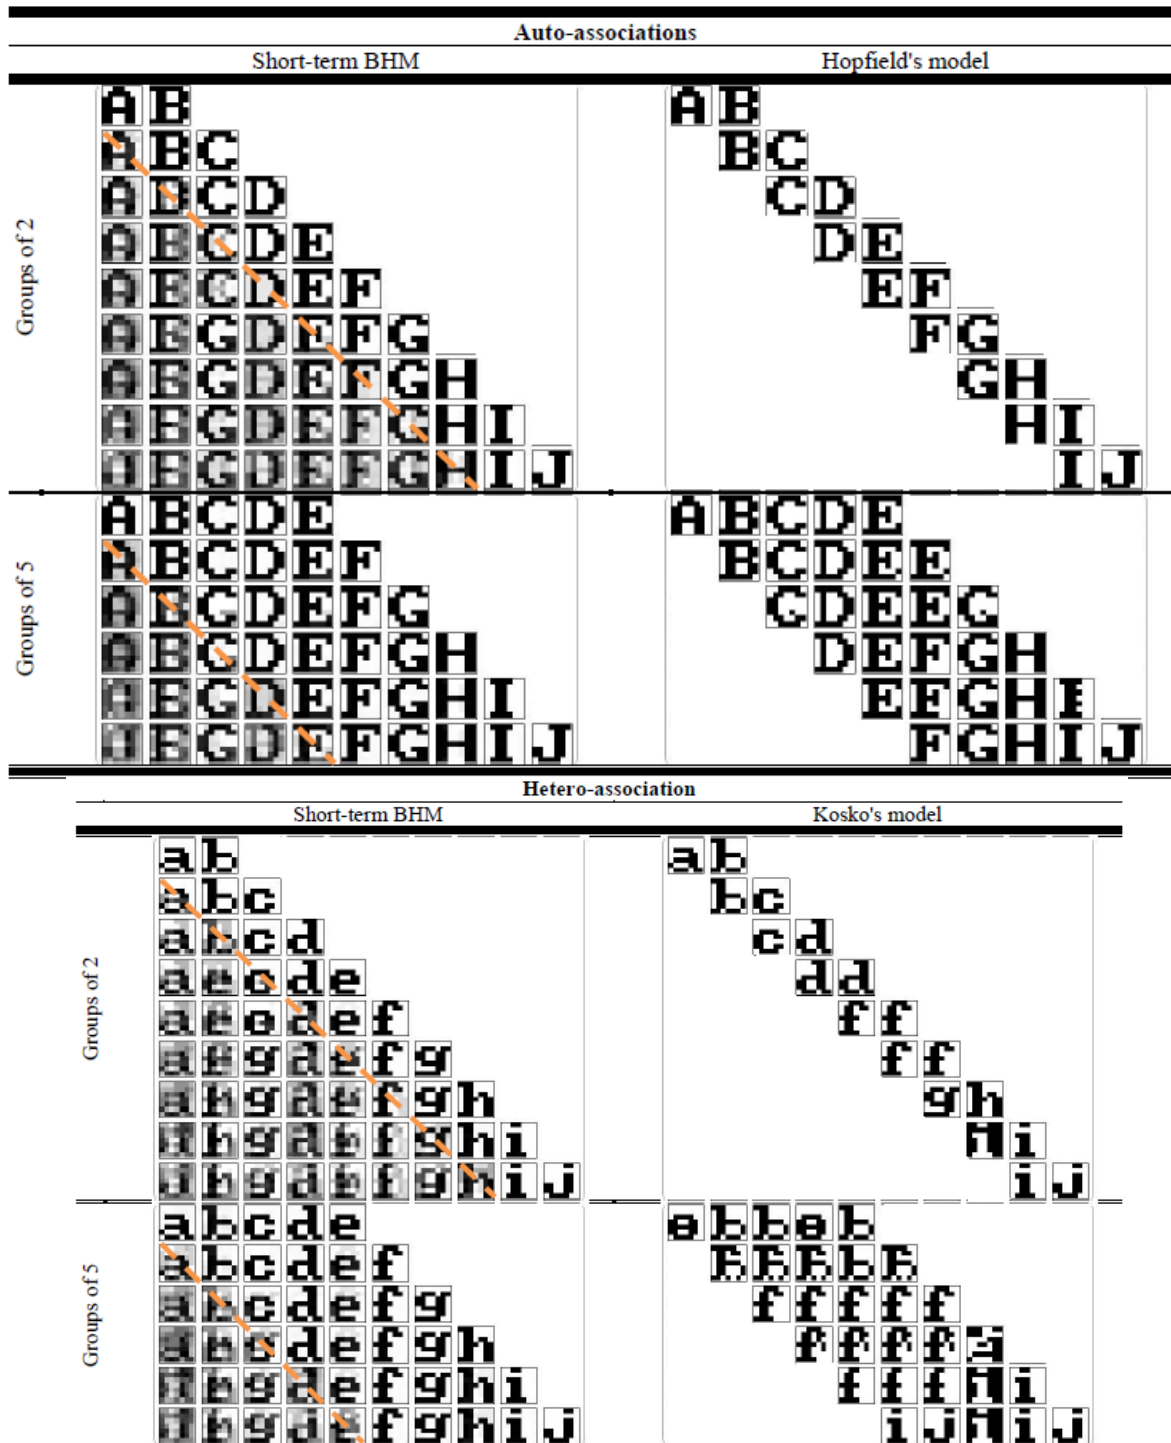 Auto-associations
Short-term BHM Hopfield's model
Groups of 2
A B A B
A B C B C
A B C D C D
A B C D E D E
A E C D E F E F
A E G D E F G F G
A B G D E F G H G H
E G D E F G H I H I
E G D E F G H I J I J
Groups of 5
A B C D E A B C D E
A B C D E F B C D E E
A B G D E F G G D E E G
A B C D E F G H D E F G H
A E G D E F G H I E F G H E
E G D F F G H I J F G H I J
Hetero-association
Short-term BHM Kosko's model
Groups of 2
a b a b
a b c b c
a c d c d
a e o d e d d
a e o d e f f f
a e g a e f g f f
a h g a e f g h g h
h g a e f g h i i
h g a e f g h i j i j
Groups of 5
a b c d e b b b
a b c d e f b
a c d e f g f f f f f
a d e f g h f f f f
g d e f g h i f f f i
h g d f g h i j i j i j